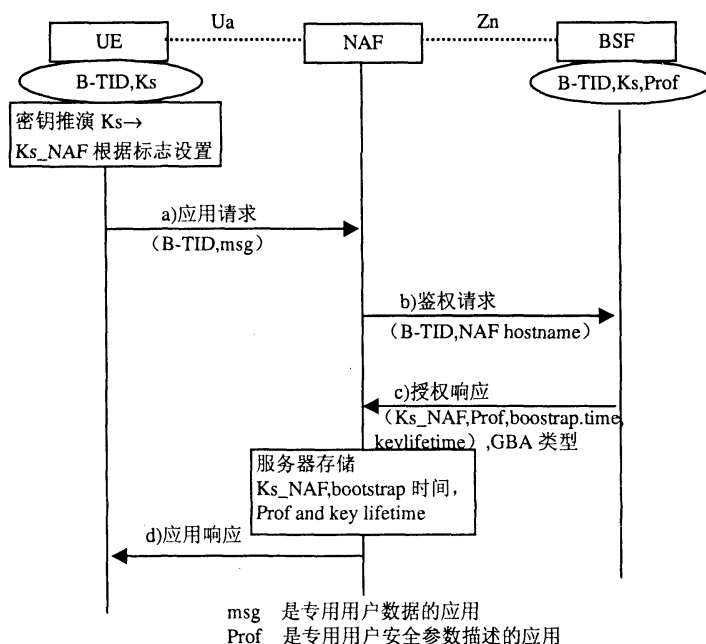 Ua
Zn
UE
NAF
BSF
B-TID,Ks
B-TID,Ks,Prof
密钥推演 Ks→
Ks_NAF 根据标志设置
a)应用请求
（B-TID,msg）
b)鉴权请求
(B-TID,NAF hostname）
c)授权响应
（Ks_NAF,Prof,boostrap.time,
keylifetime）,GBA 类型
服务器存储
Ks_NAF,bootstrap 时间，
Prof and key lifetime
d)应用响应
msg 是专用用户数据的应用
Prof 是专用用户安全参数描述的应用